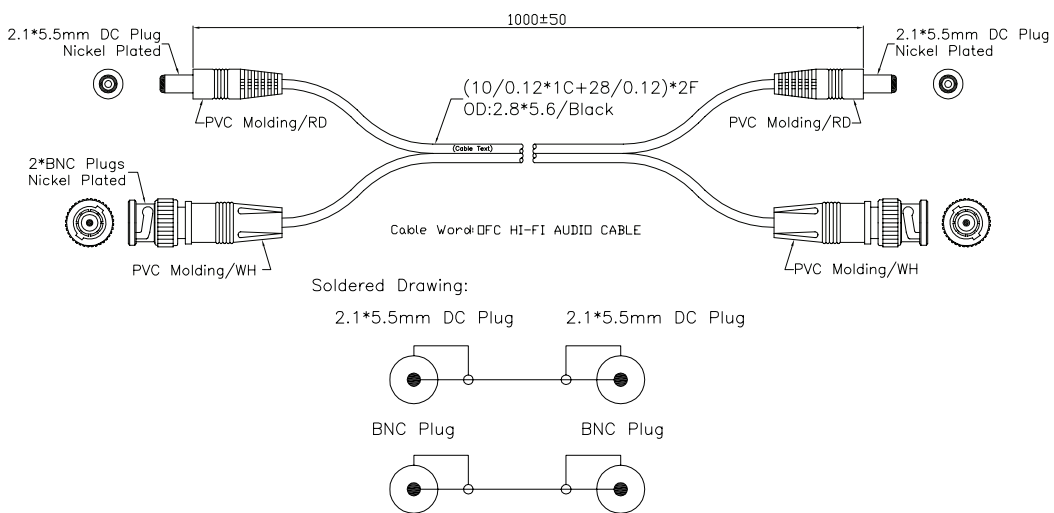 1000±50
2.1*5.5mm DC Plug
Nickel Plated
2.1*5.5mm DC Plug
Nickel Plated
(10/0.12*1C+28/0.12)*2F
OD:2.8*5.6/Black
PVC Molding/RD
PVC Molding/RD
(Cable Text)
2*BNC Plugs
Nickel Plated
Cable Word:OFC HI-FI AUDIO CABLE
PVC Molding/WH
PVC Molding/WH
Soldered Drawing:
2.1*5.5mm DC Plug
2.1*5.5mm DC Plug
BNC Plug
BNC Plug